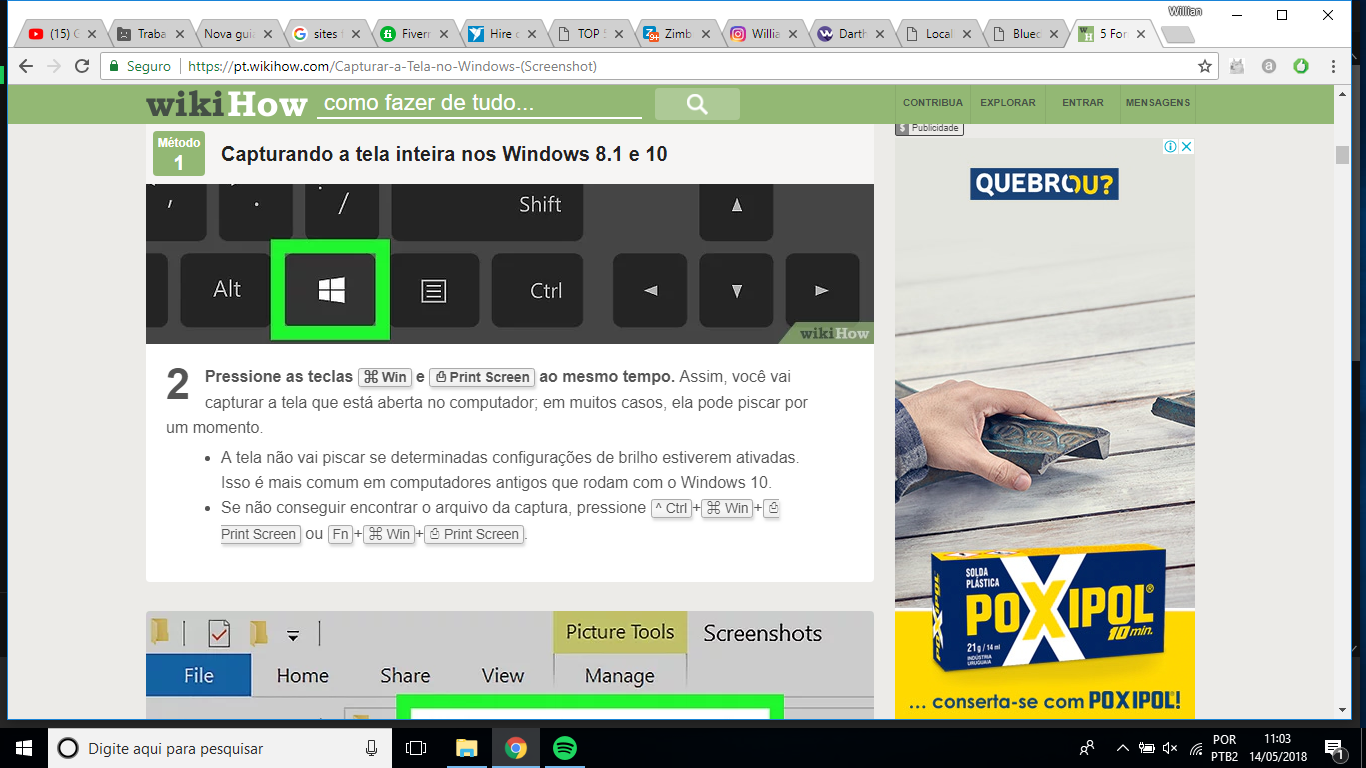 Willian
(15) G
Traba
Nova guia
sites
Fiverr
Hire
TOP
Zimb
Willia
Darth
Local
Blued
5 For
Seguro
https://pt.wikihow.com/Capturar-a-Tela-no-Windows-(Screenshot)
wikiHow
como fazer de tudo...
CONTRIBUA EXPLORAR ENTRAR MENSAGENS
Método
1
Capturando a tela inteira nos Windows 8.1 e 10
, . / Shift
Alt Ctrl
wikiHow
2 Pressione as teclas ⌘ Win e ⎙ Print Screen ao mesmo tempo. Assim, você vai
capturar a tela que está aberta no computador; em muitos casos, ela pode piscar por
um momento.
• A tela não vai piscar se determinadas configurações de brilho estiverem ativadas.
Isso é mais comum em computadores antigos que rodam com o Windows 10.
• Se não conseguir encontrar o arquivo da captura, pressione ^ Ctrl+⌘ Win+⎙
Print Screen ou Fn+⌘ Win+⎙ Print Screen.
Picture Tools Screenshots
File Home Share View Manage
$ Publicidade
QUEBROU?
SOLDA
PLÁSTICA
POXIPOL®
10 min.
21 g / 14 ml
INDÚSTRIA
URUGUAIA
POXIPOL
... conserta-se com POXIPOL!
Digite aqui para pesquisar
POR
PTB2
11:03
14/05/2018
1